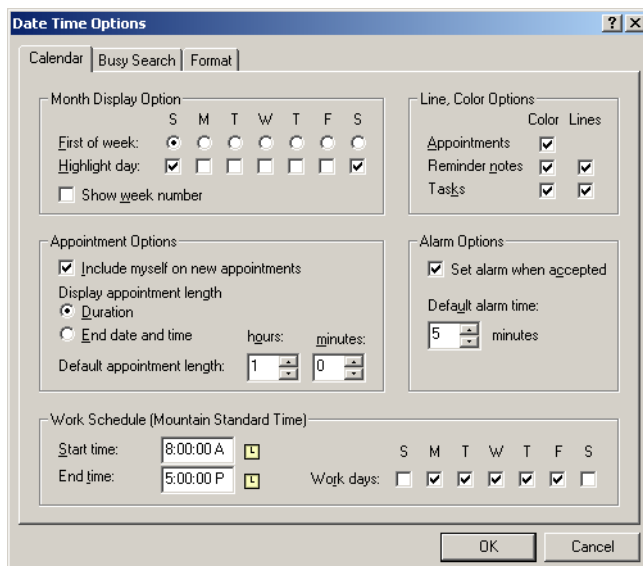 Date Time Options
Calendar Busy Search Format
Month Display Option
S M T W T F S
First of week:
Highlight day:
Show week number
Line, Color Options
Color Lines
Appointments
Reminder notes
Tasks
Appointment Options
Include myself on new appointments
Display appointment length
Duration
End date and time
hours: minutes:
Default appointment length: 1 0
Alarm Options
Set alarm when accepted
Default alarm time:
5 minutes
Work Schedule (Mountain Standard Time)
Start time: 8:00:00 A
S M T W T F S
End time: 5:00:00 P
Work days:
OK Cancel